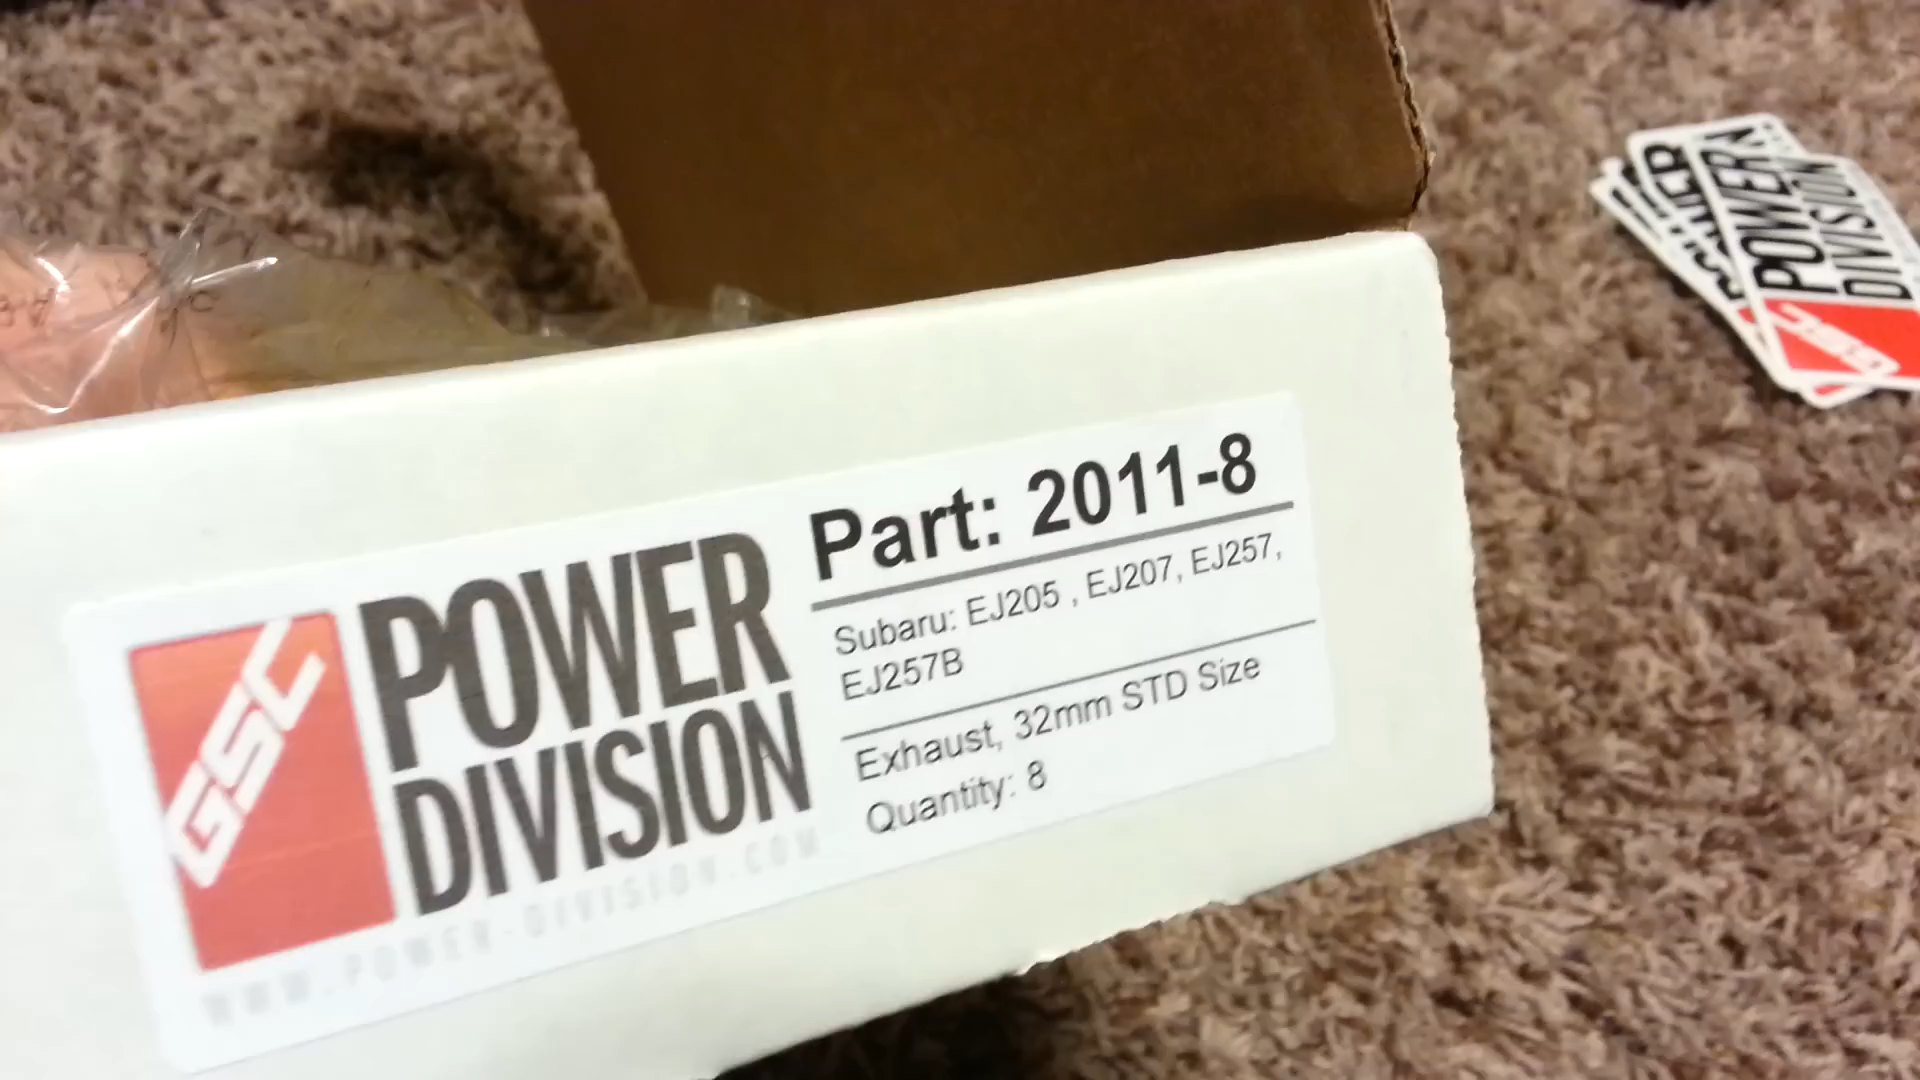 Part: 2011-8
Subaru: EJ205 , EJ207, EJ257,
EJ257B
Exhaust, 32mm STD Size
Quantity: 8
GSC
POWER
DIVISION
WWW.POWER-DIVISION.COM
POWER
DIVISION
GSC